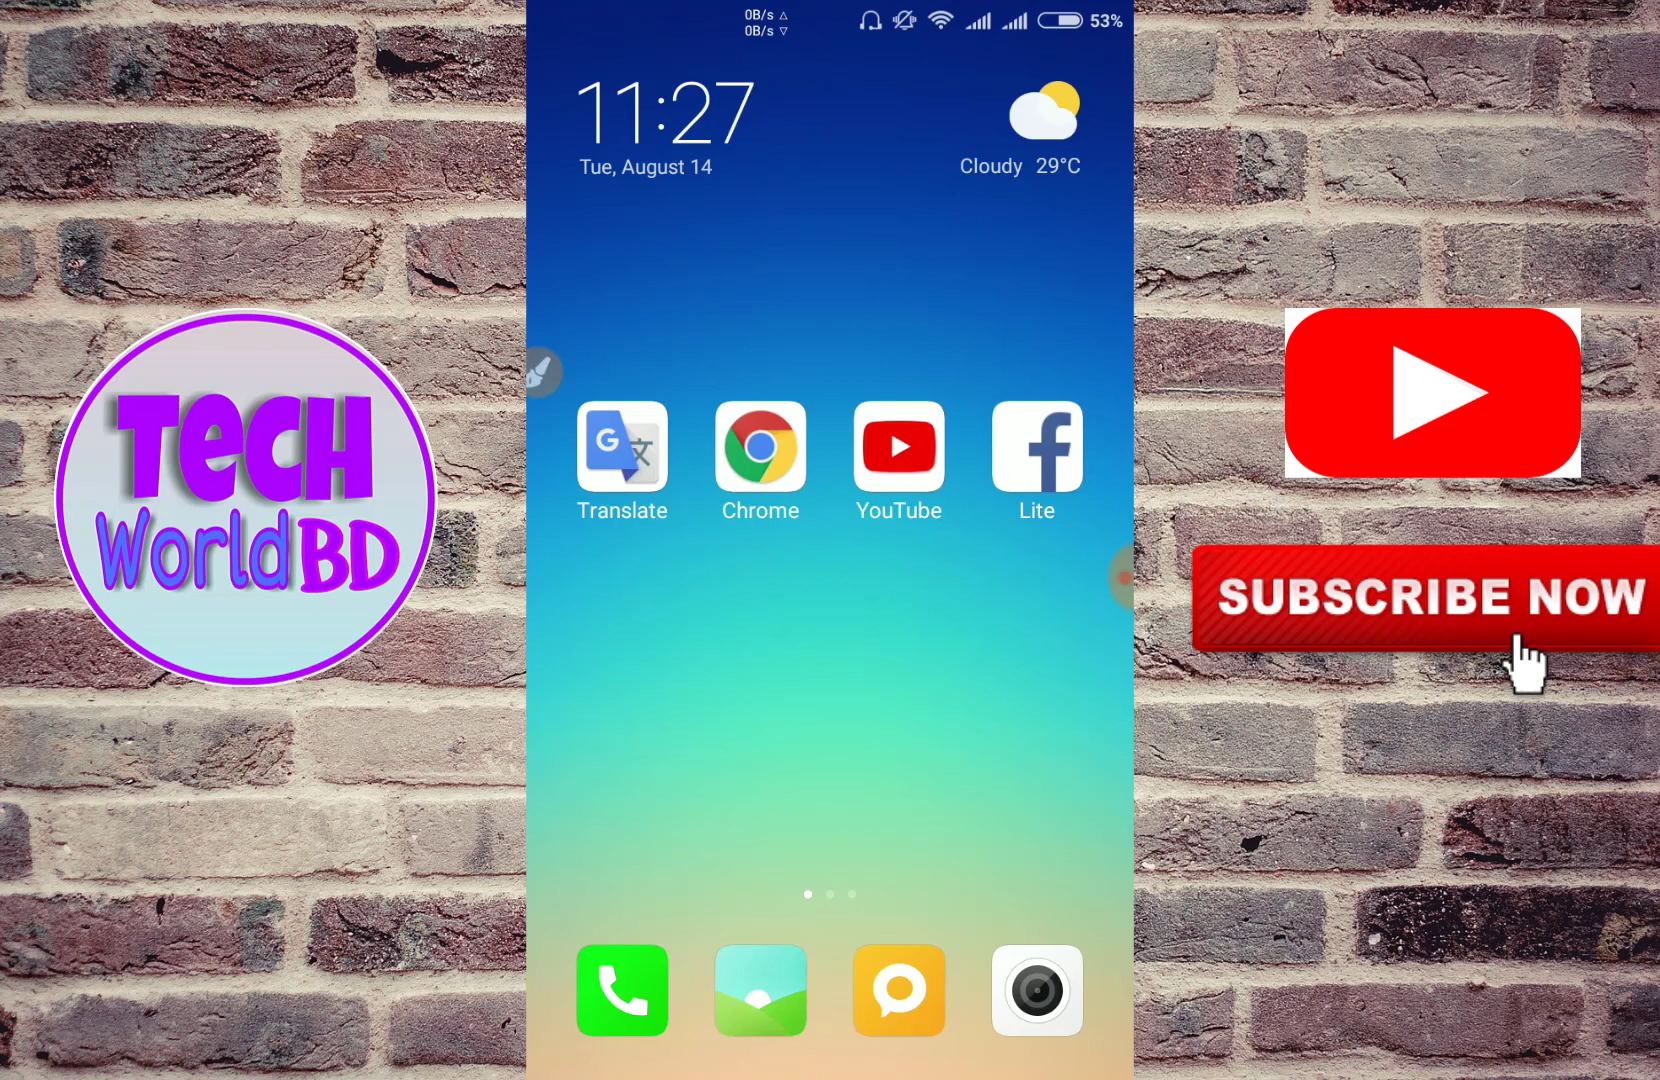 0B/s △
0B/s ▽
53%
11:27
Tue, August 14
Cloudy 29°C
TECH
World BD
G
文
Translate
Chrome
YouTube
f
Lite
SUBSCRIBE NOW